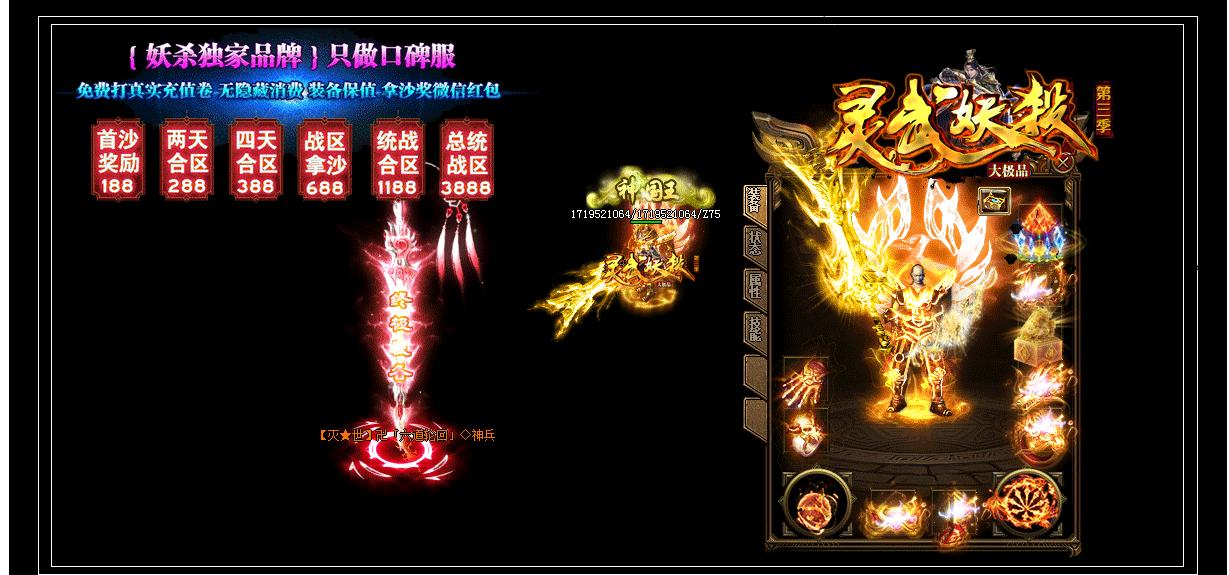 { 妖杀独家品牌 } 只做口碑服
免费打真实充值卷 无隐藏消费 装备保值 拿沙奖微信红包
首沙
奖励
188
两天
合区
288
四天
合区
388
战区
拿沙
688
统战
合区
1188
总统
战区
3888
【灭★世】卍「六道轮回」◇神兵
神 国王
1719521064/1719521064/Z75
灵武妖杀
灵武妖殺
第三季
大极品
装备
状态
属性
技能